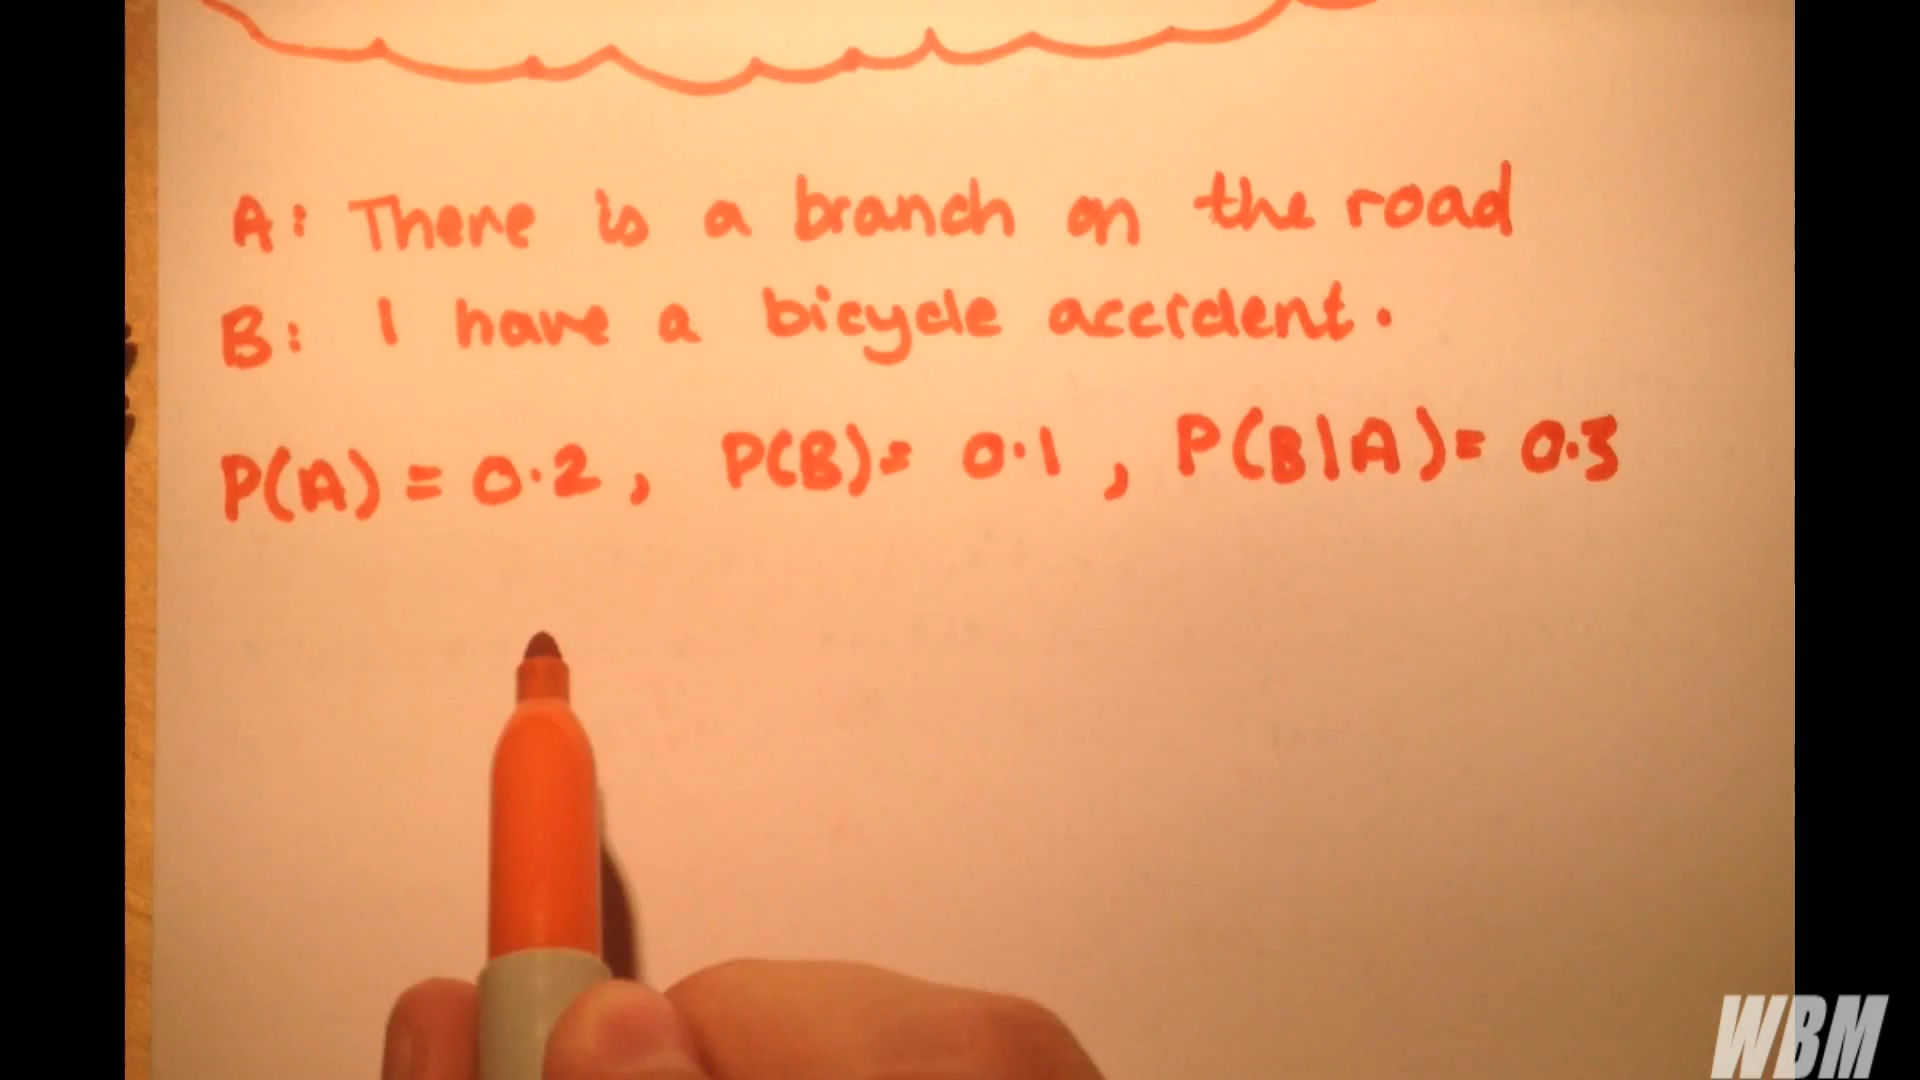 A: There is a branch on the road
B: I have a bicycle accident.
P(A) = 0.2, P(B) = 0.1, P(B|A) = 0.3
WBM